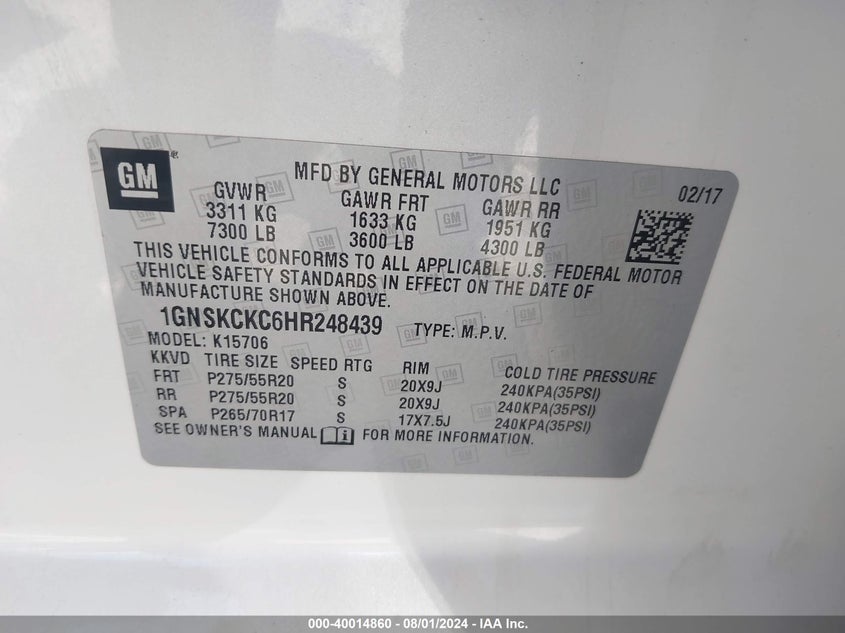 GM
MFD BY GENERAL MOTORS LLC
02/17
GVWR GAWR FRT GAWR RR
3311 KG 1633 KG 1951 KG
7300 LB 3600 LB 4300 LB
THIS VEHICLE CONFORMS TO ALL APPLICABLE U.S. FEDERAL MOTOR
VEHICLE SAFETY STANDARDS IN EFFECT ON THE DATE OF
MANUFACTURE SHOWN ABOVE.
1GNSKCKC6HR248439 TYPE: M.P.V.
MODEL: K15706
KKVD TIRE SIZE SPEED RTG RIM COLD TIRE PRESSURE
FRT P275/55R20 S 20X9J 240KPA(35PSI)
RR P275/55R20 S 20X9J 240KPA(35PSI)
SPA P265/70R17 S 17X7.5J 240KPA(35PSI)
SEE OWNER'S MANUAL FOR MORE INFORMATION.
000-40014860 - 08/01/2024 - © IAA Inc.